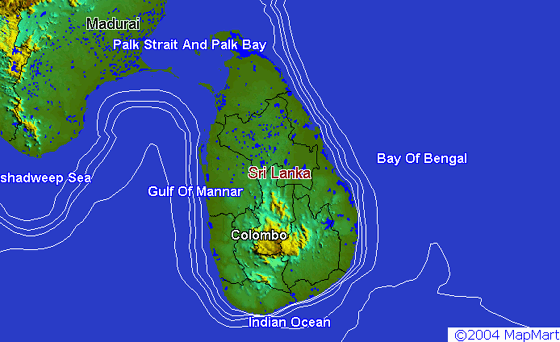 Madurai
Palk Strait And Palk Bay
Bay Of Bengal
Sri Lanka
shadweep Sea
Gulf Of Mannar
Colombo
Indian Ocean
©2004 MapMart